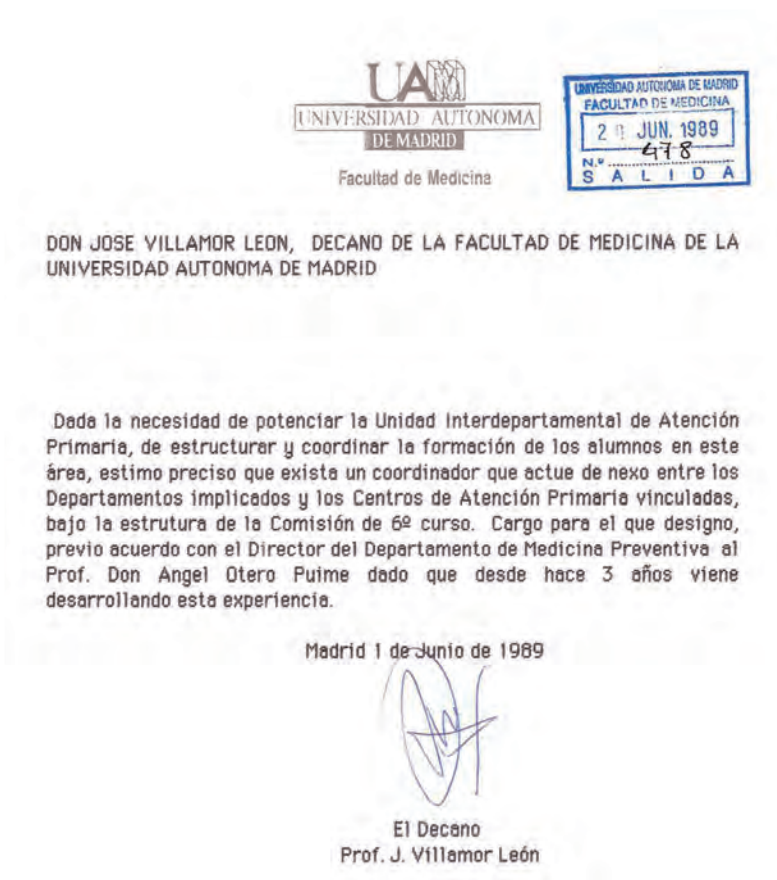 UAM
UNIVERSIDAD AUTONOMA
DE MADRID
Facultad de Medicina
UNIVERSIDAD AUTONOMA DE MADRID
FACULTAD DE MEDICINA
JUN. 1989
N.º 478
SALIDA
DON JOSE VILLAMOR LEON, DECANO DE LA FACULTAD DE MEDICINA DE LA
UNIVERSIDAD AUTONOMA DE MADRID
Dada la necesidad de potenciar la Unidad Interdepartamental de Atención
Primaria, de estructurar y coordinar la formación de los alumnos en este
área, estimo preciso que exista un coordinador que actue de nexo entre los
Departamentos implicados y los Centros de Atención Primaria vinculadas,
bajo la estrutura de la Comisión de 6º curso. Cargo para el que designo,
previo acuerdo con el Director del Departamento de Medicina Preventiva al
Prof. Don Angel Otero Puime dado que desde hace 3 años viene
desarrollando esta experiencia.
Madrid 1 de Junio de 1989
El Decano
Prof. J. Villamor León